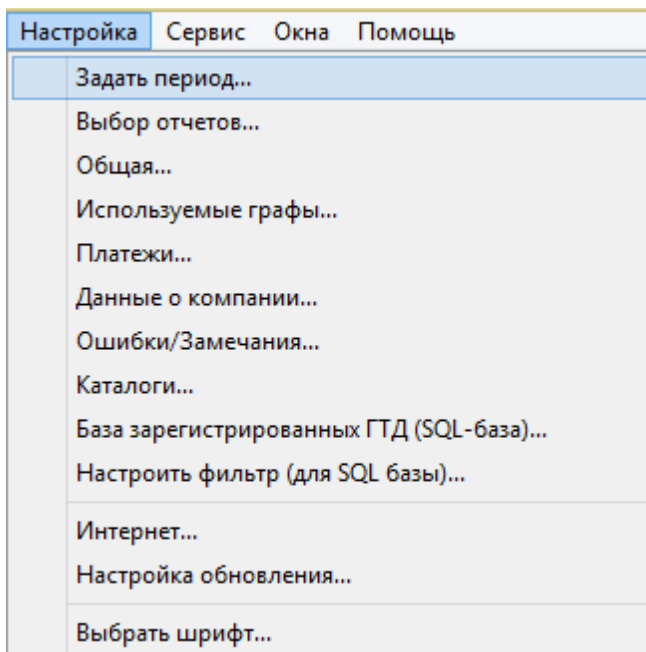 Настройка Сервис Окна Помощь
Задать период...
Выбор отчетов...
Общая...
Используемые графы...
Платежи...
Данные о компании...
Ошибки/Замечания...
Каталоги...
База зарегистрированных ГТД (SQL-база)...
Настроить фильтр (для SQL базы)...
Интернет...
Настройка обновления...
Выбрать шрифт...